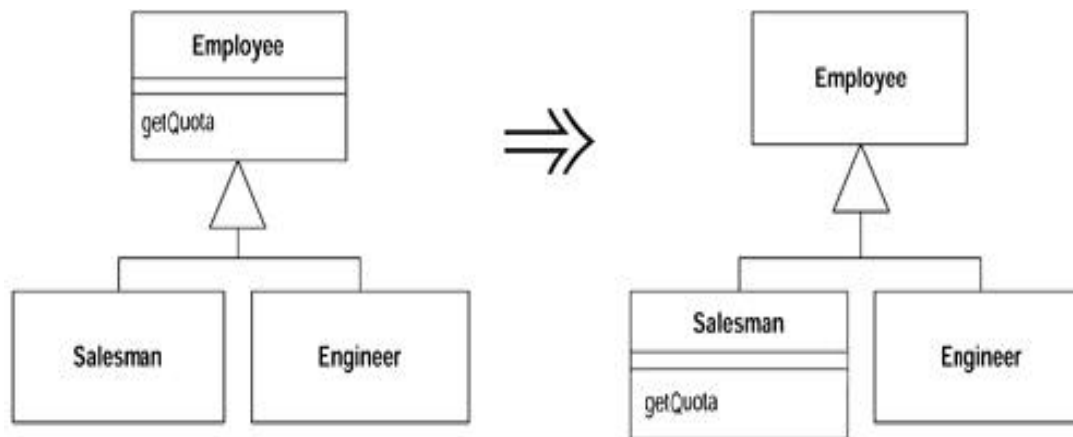 Employee
getQuota
Salesman
Engineer
Employee
Salesman
getQuota
Engineer